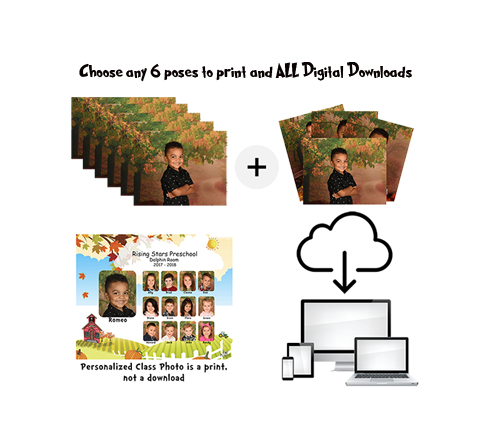 Choose any 6 poses to print and ALL Digital Downloads
+
Rising Stars Preschool
Dolphin Room
2017 - 2018
Romeo
Personalized Class Photo is a print,
not a download